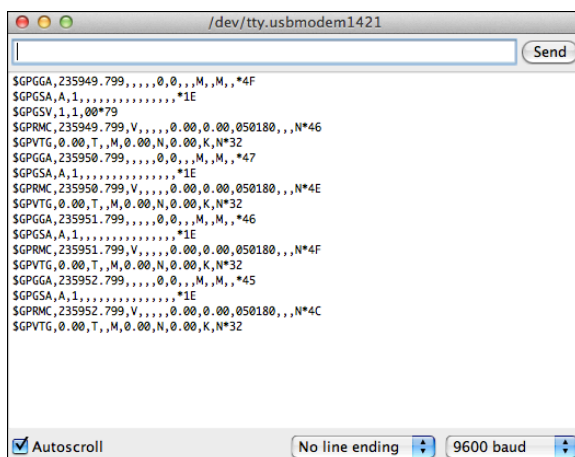 /dev/tty.usbmodem1421
Send
$GPGGA,235949.799,,,,,0,0,,,M,,M,,*4F
$GPGSA,A,1,,,,,,,,,,,,,,,*1E
$GPGSV,1,1,00*79
$GPRMC,235949.799,V,,,,,0.00,0.00,050180,,,N*46
$GPVTG,0.00,T,,M,0.00,N,0.00,K,N*32
$GPGGA,235950.799,,,,,0,0,,,M,,M,,*47
$GPGSA,A,1,,,,,,,,,,,,,,,*1E
$GPRMC,235950.799,V,,,,,0.00,0.00,050180,,,N*4E
$GPVTG,0.00,T,,M,0.00,N,0.00,K,N*32
$GPGGA,235951.799,,,,,0,0,,,M,,M,,*46
$GPGSA,A,1,,,,,,,,,,,,,,,*1E
$GPRMC,235951.799,V,,,,,0.00,0.00,050180,,,N*4F
$GPVTG,0.00,T,,M,0.00,N,0.00,K,N*32
$GPGGA,235952.799,,,,,0,0,,,M,,M,,*45
$GPGSA,A,1,,,,,,,,,,,,,,,*1E
$GPRMC,235952.799,V,,,,,0.00,0.00,050180,,,N*4C
$GPVTG,0.00,T,,M,0.00,N,0.00,K,N*32
Autoscroll
No line ending
9600 baud